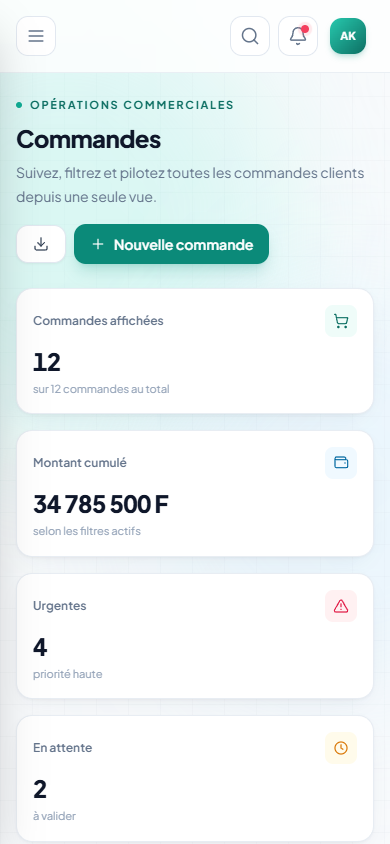 AK
OPÉRATIONS COMMERCIALES
Commandes
Suivez, filtrez et pilotez toutes les commandes clients
depuis une seule vue.
Nouvelle commande
Commandes affichées
12
sur 12 commandes au total
Montant cumulé
34 785 500 F
selon les filtres actifs
Urgentes
4
priorité haute
En attente
2
à valider